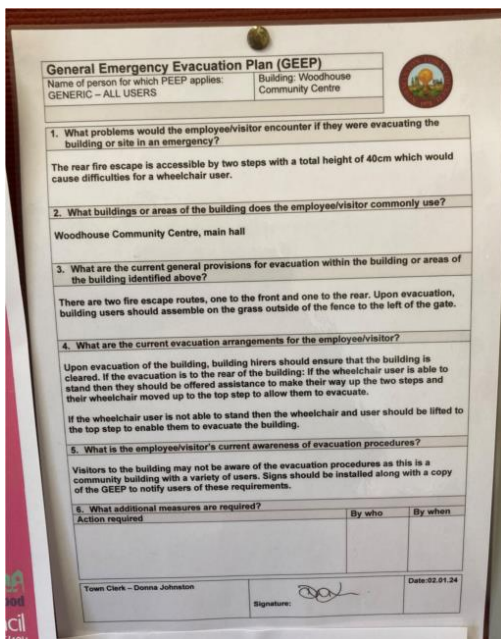 General Emergency Evacuation Plan (GEEP)
Name of person for which PEEP applies:
GENERIC – ALL USERS
Building: Woodhouse
Community Centre
1. What problems would the employee/visitor encounter if they were evacuating the
building or site in an emergency?
The rear fire escape is accessible by two steps with a total height of 40cm which would
cause difficulties for a wheelchair user.
2. What buildings or areas of the building does the employee/visitor commonly use?
Woodhouse Community Centre, main hall
3. What are the current general provisions for evacuation within the building or areas of
the building identified above?
There are two fire escape routes, one to the front and one to the rear. Upon evacuation,
building users should assemble on the grass outside of the fence to the left of the gate.
4. What are the current evacuation arrangements for the employee/visitor?
Upon evacuation of the building, building hirers should ensure that the building is
cleared. If the evacuation is to the rear of the building: If the wheelchair user is able to
stand then they should be offered assistance to make their way up the two steps and
their wheelchair moved up to the top step to allow them to evacuate.
If the wheelchair user is not able to stand then the wheelchair and user should be lifted to
the top step to enable them to evacuate the building.
5. What is the employee/visitor's current awareness of evacuation procedures?
Visitors to the building may not be aware of the evacuation procedures as this is a
community building with a variety of users. Signs should be installed along with a copy
of the GEEP to notify users of these requirements.
6. What additional measures are required?
Action required
By who
By when
Town Clerk – Donna Johnston
Signature:
Date:02.01.24